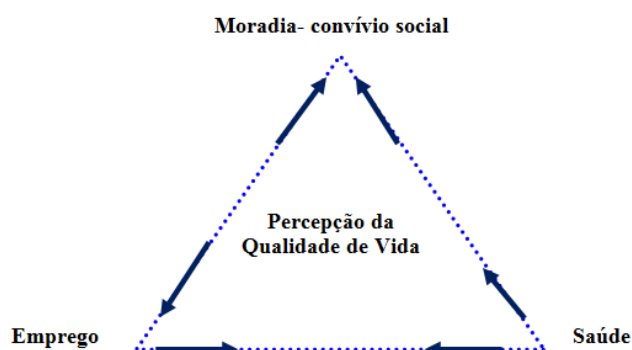 Moradia- convívio social
Percepção da
Qualidade de Vida
Emprego
Saúde